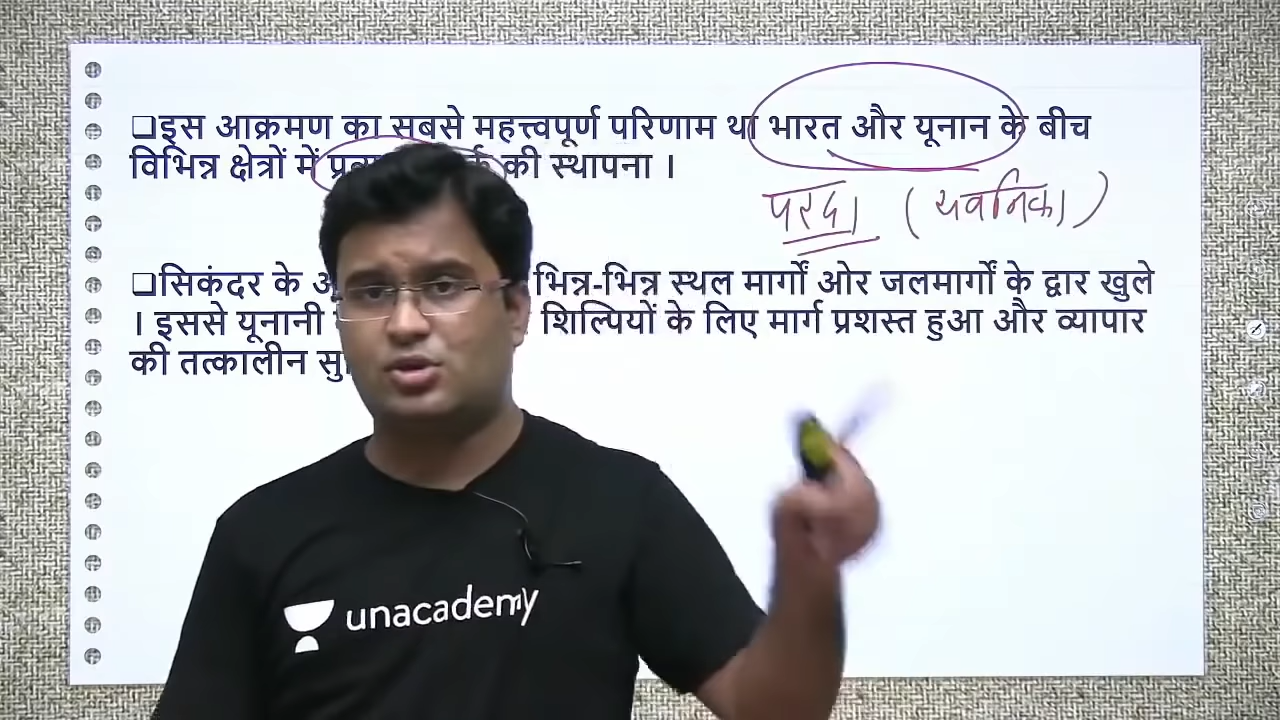 ❑इस आक्रमण का सबसे महत्त्वपूर्ण परिणाम था भारत और यूनान के बीच
विभिन्न क्षेत्रों में की स्थापना ।
परदा (यवनिका)
❑सिकंदर के भिन्न-भिन्न स्थल मार्गों ओर जलमार्गों के द्वार खुले
। इससे यूनानी शिल्पियों के लिए मार्ग प्रशस्त हुआ और व्यापार
की तत्कालीन
unacademy